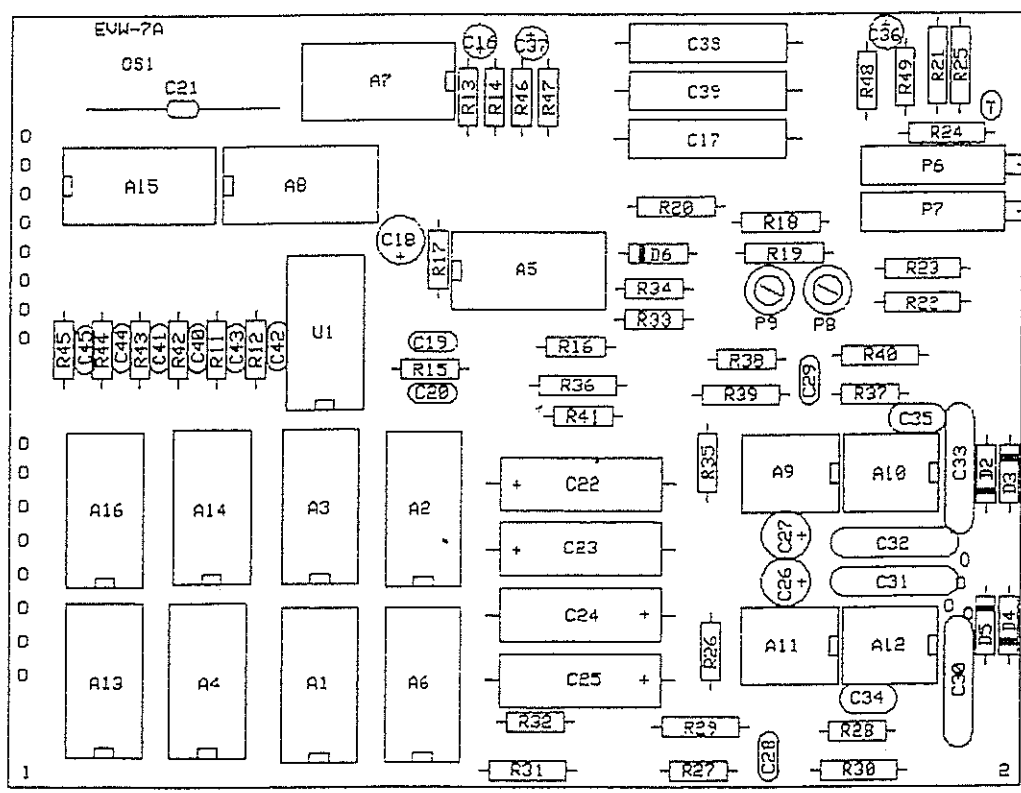 EVW-7A
OS1
C21
A7
C16
C37
R13
R14
R46
R47
C38
C39
C17
C36
R48
R49
R21
R25
T
R24
P6
P7
A15
A8
C18
R17
A5
R20
R18
D6
R19
R34
R33
P9
P8
R23
R22
R45
C45
R44
C44
R43
C41
R42
C40
R11
C43
R12
C42
U1
C19
R15
C20
R16
R36
R41
R38
R39
C29
R40
R37
C35
C33
D2
D3
A16
A14
A3
A2
C22
C23
R35
A9
A10
C27
C32
C26
C31
A13
A4
A1
A6
C24
C25
R26
A11
A12
D5
D4
C30
C34
R32
R29
R28
R31
R27
C28
R30
1
2